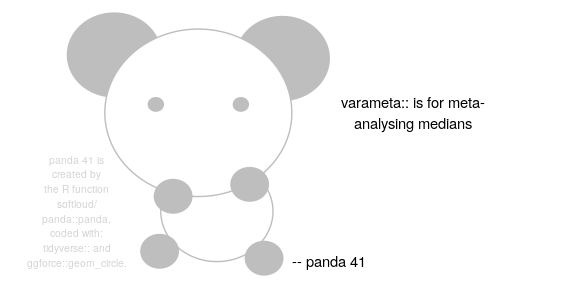 varameta:: is for meta-
analysing medians
panda 41 is
created by
the R function
softloud/
panda::panda,
coded with:
tidyverse:: and
ggforce::geom_circle.
-- panda 41